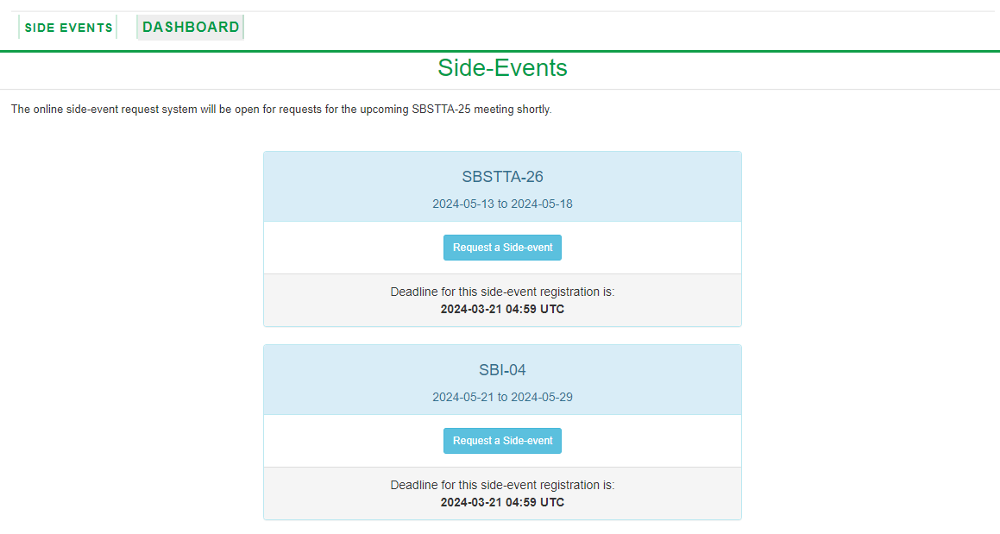 SIDE EVENTS
DASHBOARD
Side-Events
The online side-event request system will be open for requests for the upcoming SBSTTA-25 meeting shortly.
SBSTTA-26
2024-05-13 to 2024-05-18
Request a Side-event
Deadline for this side-event registration is:
2024-03-21 04:59 UTC
SBI-04
2024-05-21 to 2024-05-29
Request a Side-event
Deadline for this side-event registration is:
2024-03-21 04:59 UTC